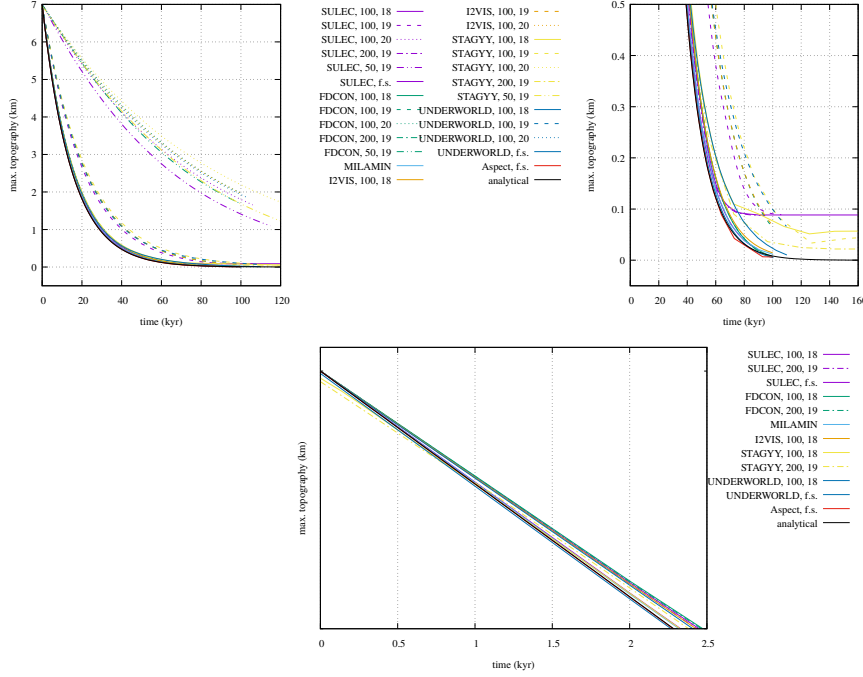 max. topography (km)
7
6
5
4
3
2
1
0
0
20
40
60
80
100
120
time (kyr)
SULEC, 100, 18
SULEC, 100, 19
SULEC, 100, 20
SULEC, 200, 19
SULEC, 50, 19
SULEC, f.s.
FDCON, 100, 18
FDCON, 100, 19
FDCON, 100, 20
FDCON, 200, 19
FDCON, 50, 19
MILAMIN
I2VIS, 100, 18
I2VIS, 100, 19
I2VIS, 100, 20
STAGYY, 100, 18
STAGYY, 100, 19
STAGYY, 100, 20
STAGYY, 200, 19
STAGYY, 50, 19
UNDERWORLD, 100, 18
UNDERWORLD, 100, 19
UNDERWORLD, 100, 20
UNDERWORLD, f.s.
Aspect, f.s.
analytical
max. topography (km)
0.5
0.4
0.3
0.2
0.1
0
0
20
40
60
80
100
120
140
160
time (kyr)
max. topography (km)
0
0.5
1
1.5
2
2.5
time (kyr)
SULEC, 100, 18
SULEC, 200, 19
SULEC, f.s.
FDCON, 100, 18
FDCON, 200, 19
MILAMIN
I2VIS, 100, 18
STAGYY, 100, 18
STAGYY, 200, 19
UNDERWORLD, 100, 18
UNDERWORLD, f.s.
Aspect, f.s.
analytical